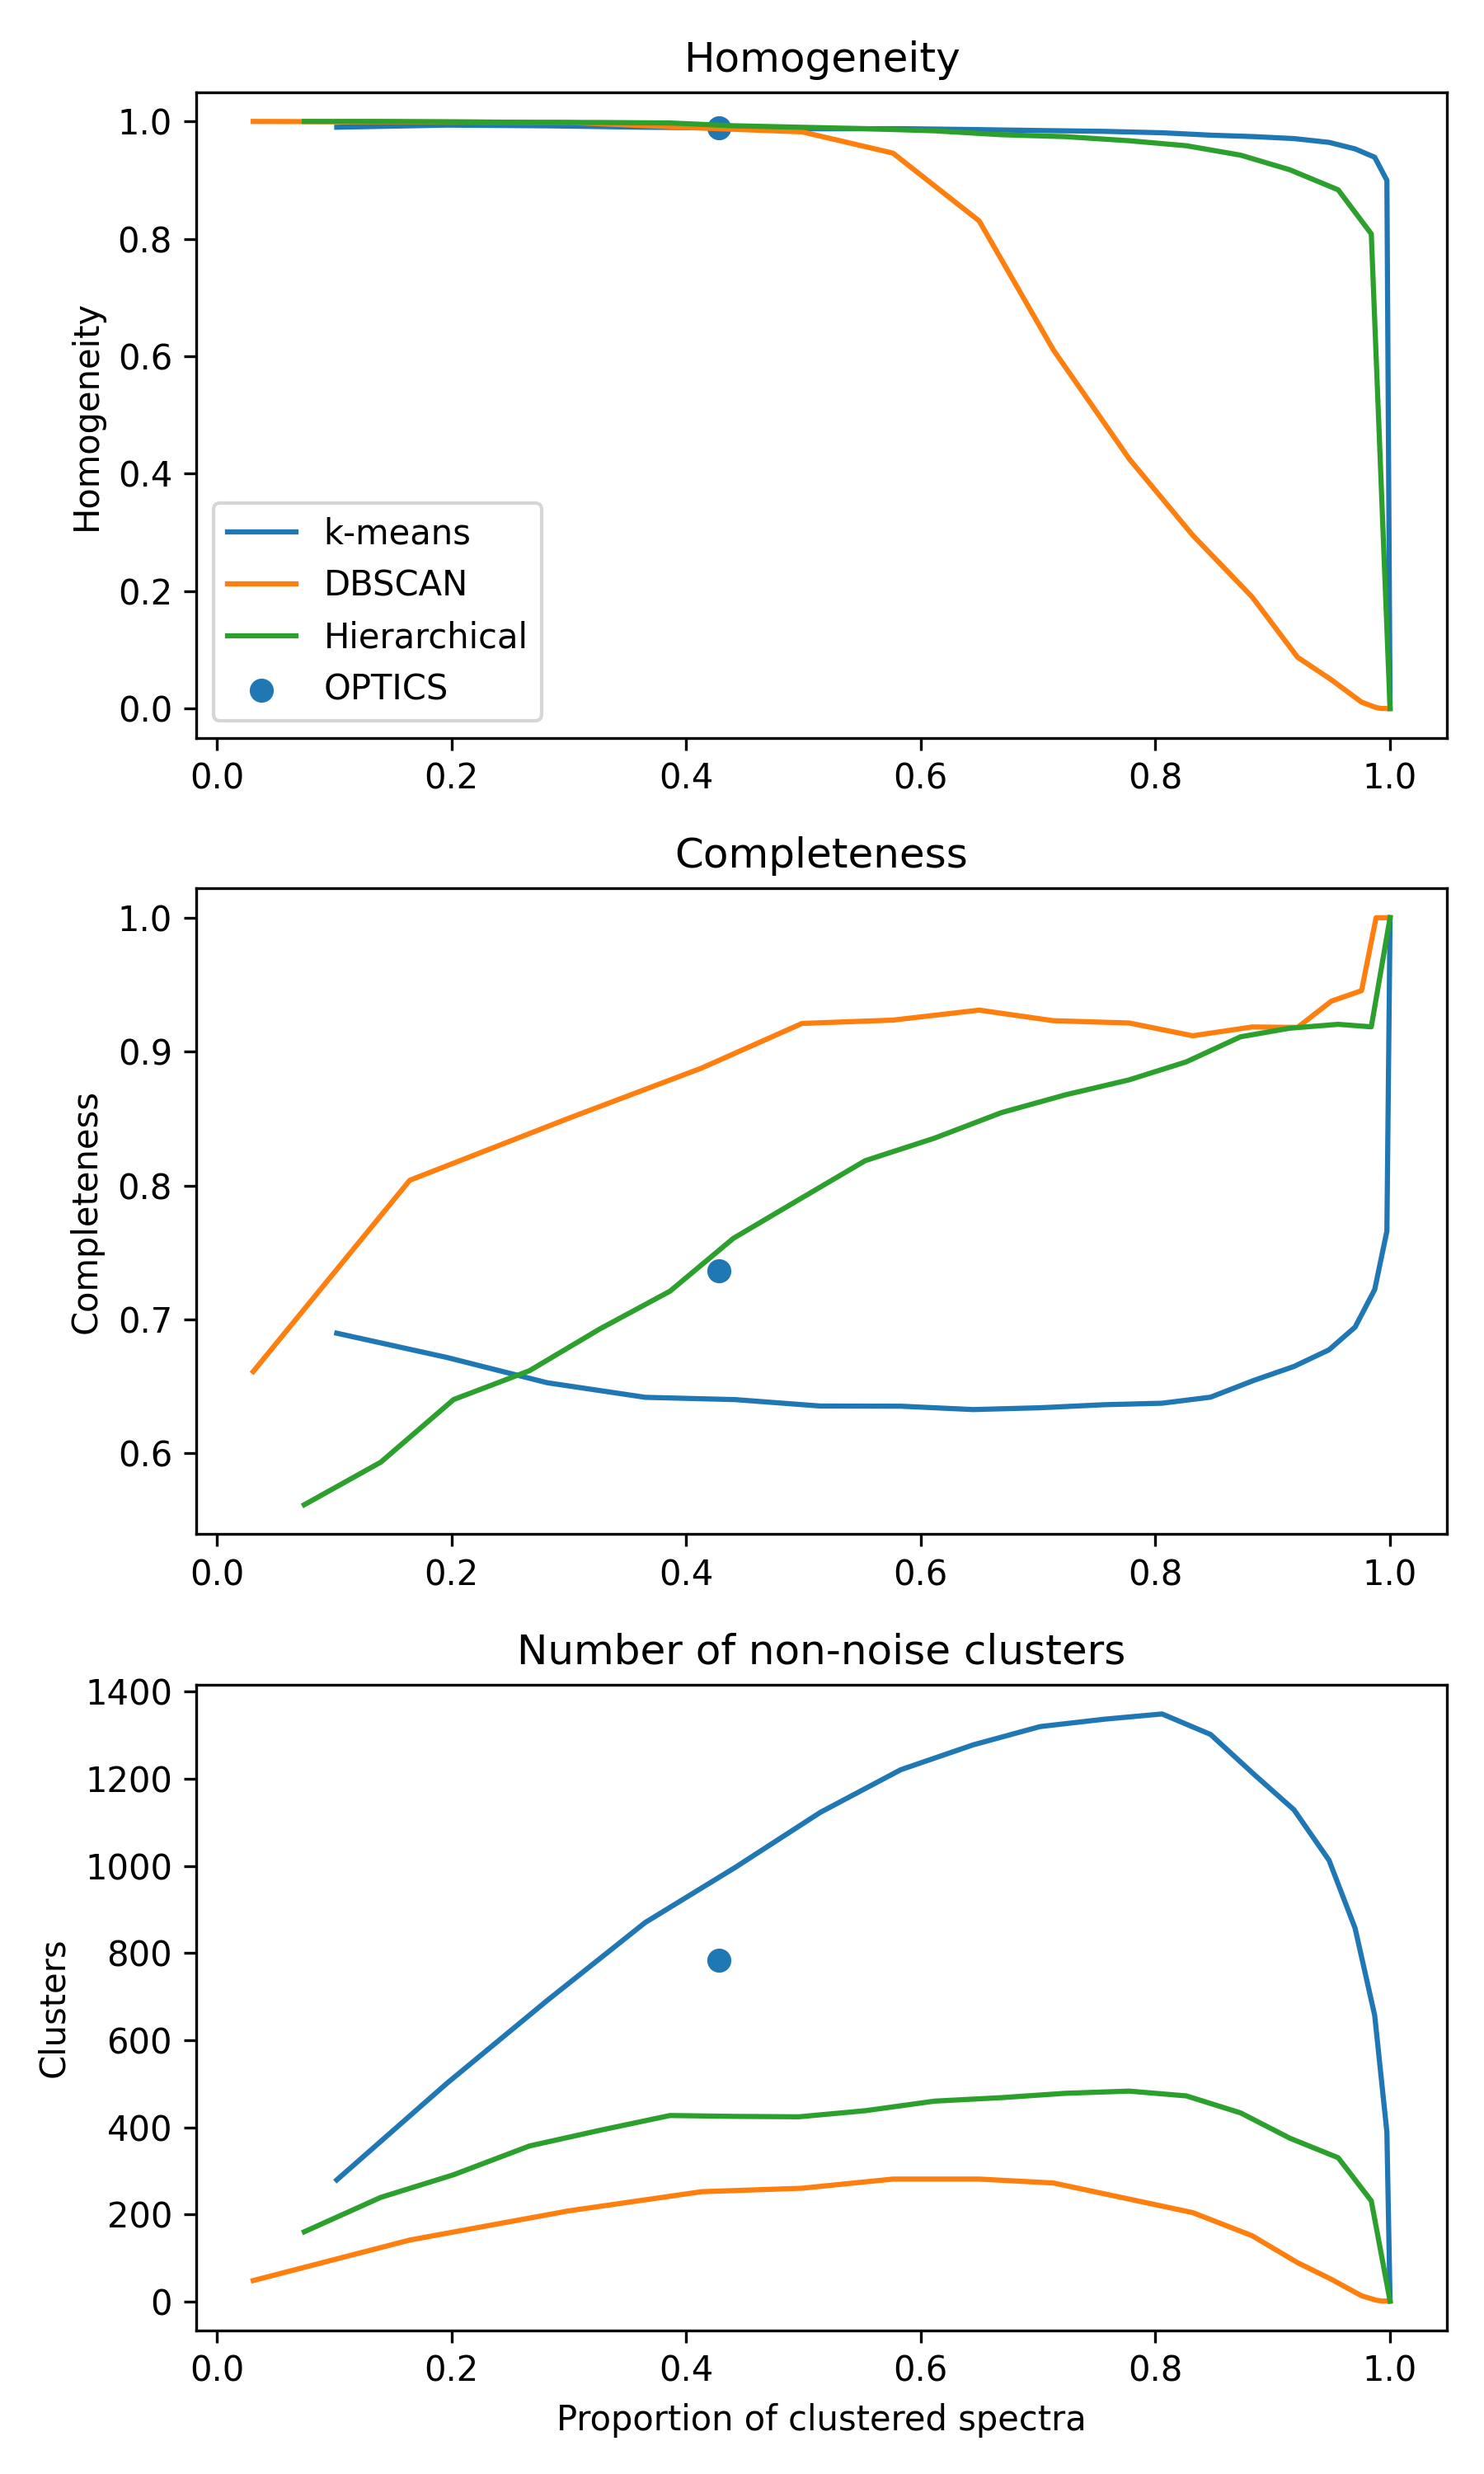 Homogeneity
1.0
0.8
0.6
0.4
0.2
0.0
Homogeneity
k-means
DBSCAN
Hierarchical
OPTICS
0.0 0.2 0.4 0.6 0.8 1.0
Completeness
1.0
0.9
0.8
0.7
0.6
Completeness
0.0 0.2 0.4 0.6 0.8 1.0
Number of non-noise clusters
1400
1200
1000
800
600
400
200
0
Clusters
0.0 0.2 0.4 0.6 0.8 1.0
Proportion of clustered spectra